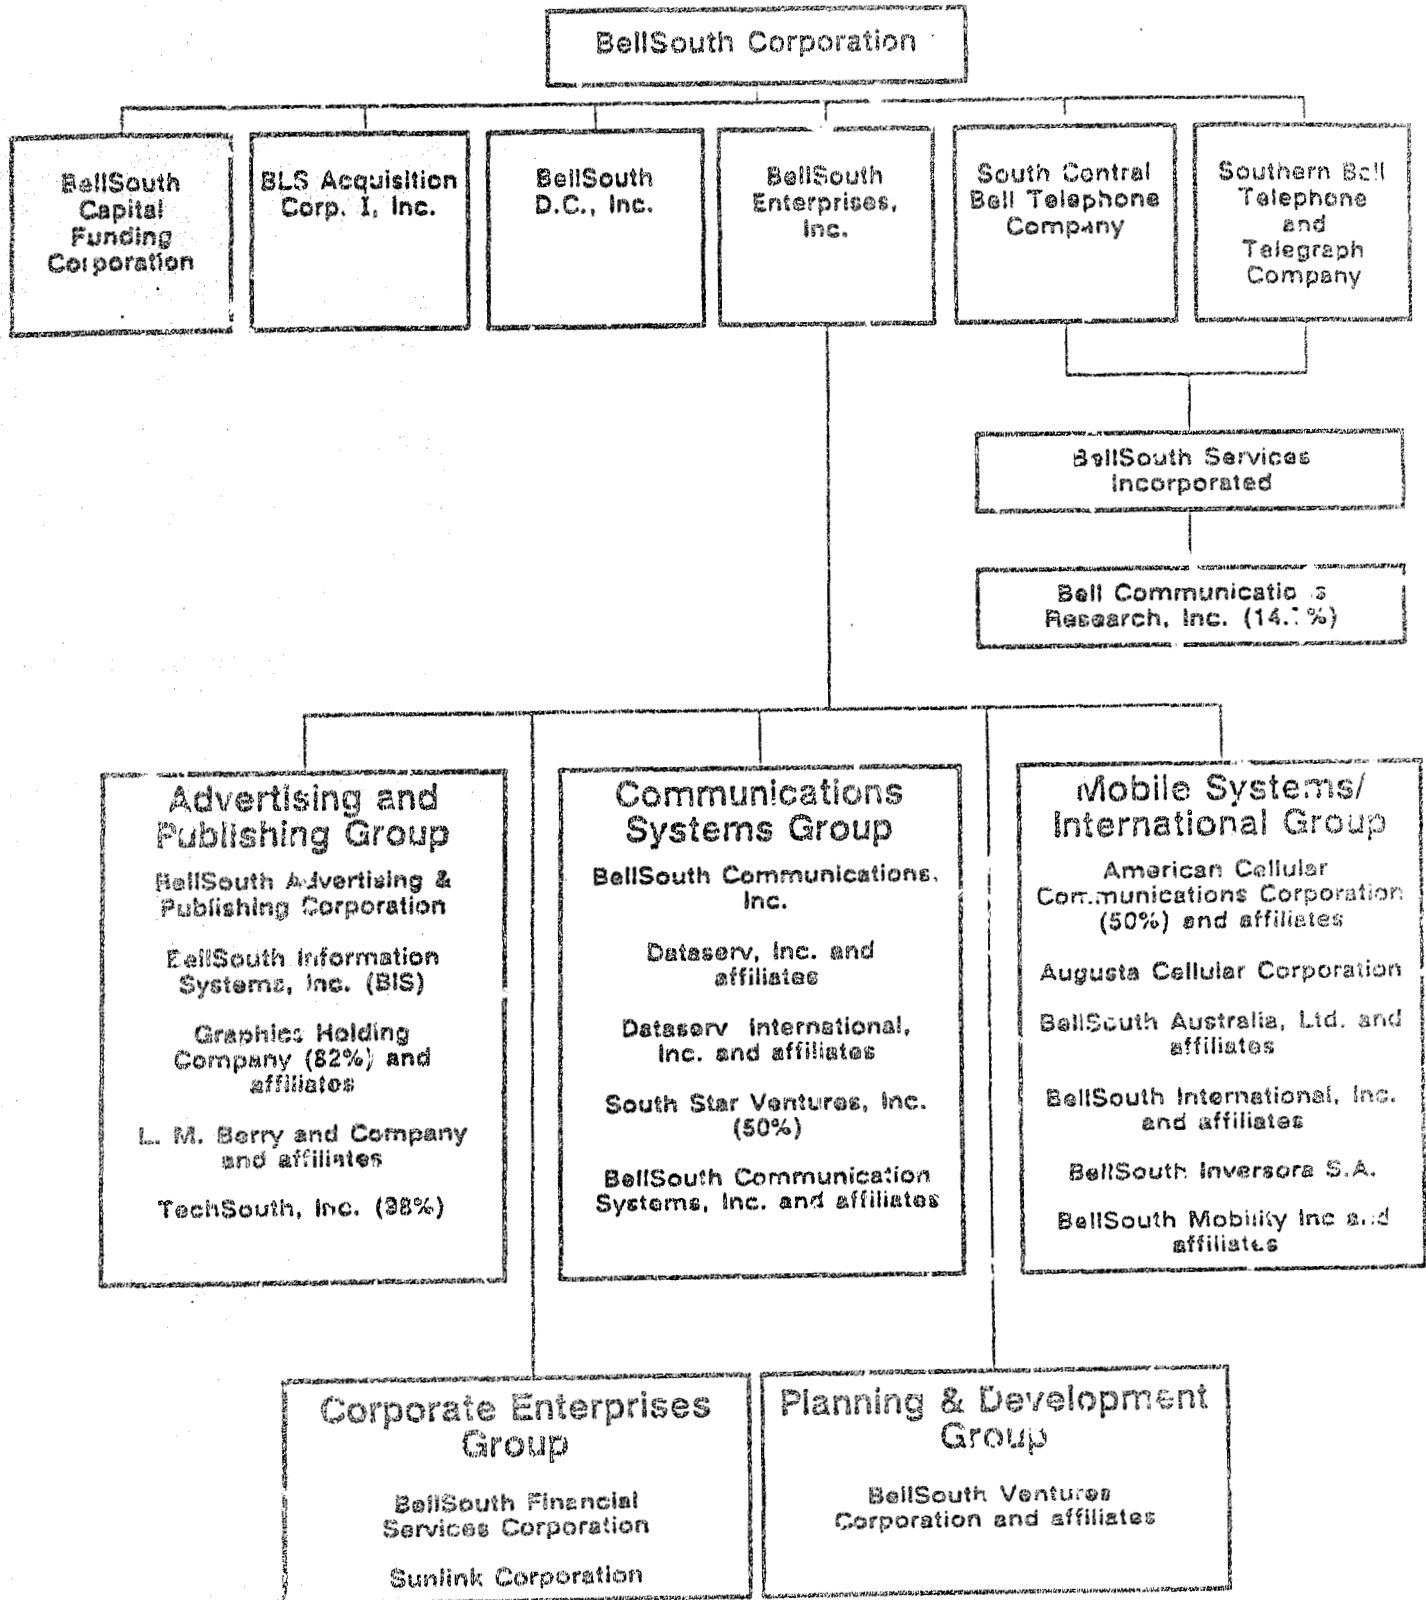 BellSouth Corporation
BellSouth
Capital
Funding
Corporation
BLS Acquisition
Corp. I, Inc.
BellSouth
D.C., Inc.
BellSouth
Enterprises,
Inc.
South Central
Bell Telephone
Company
Southern Bell
Telephone
and
Telegraph
Company
BellSouth Services
Incorporated
Bell Communications
Research, Inc.
Advertising and
Publishing Group
BellSouth Advertising &
Publishing Corporation
BellSouth Information
Systems, Inc. (BIS)
Graphics Holding
Company (82%) and
affiliates
L. M. Berry and Company
and affiliates
TechSouth, Inc. (98%)
Communications
Systems Group
BellSouth Communications,
Inc.
Dataserv, Inc. and
affiliates
Dataserv International,
Inc. and affiliates
South Star Ventures, Inc.
(50%)
BellSouth Communication
Systems, Inc. and affiliates
Mobile Systems/
International Group
American Cellular
Communications Corporation
(50%) and affiliates
Augusta Cellular Corporation
BellSouth Australia, Ltd. and
affiliates
BellSouth International, Inc.
and affiliates
BellSouth Inversora S.A.
BellSouth Mobility Inc and
affiliates
Corporate Enterprises
Group
BellSouth Financial
Services Corporation
Sunlink Corporation
Planning & Development
Group
BellSouth Ventures
Corporation and affiliates